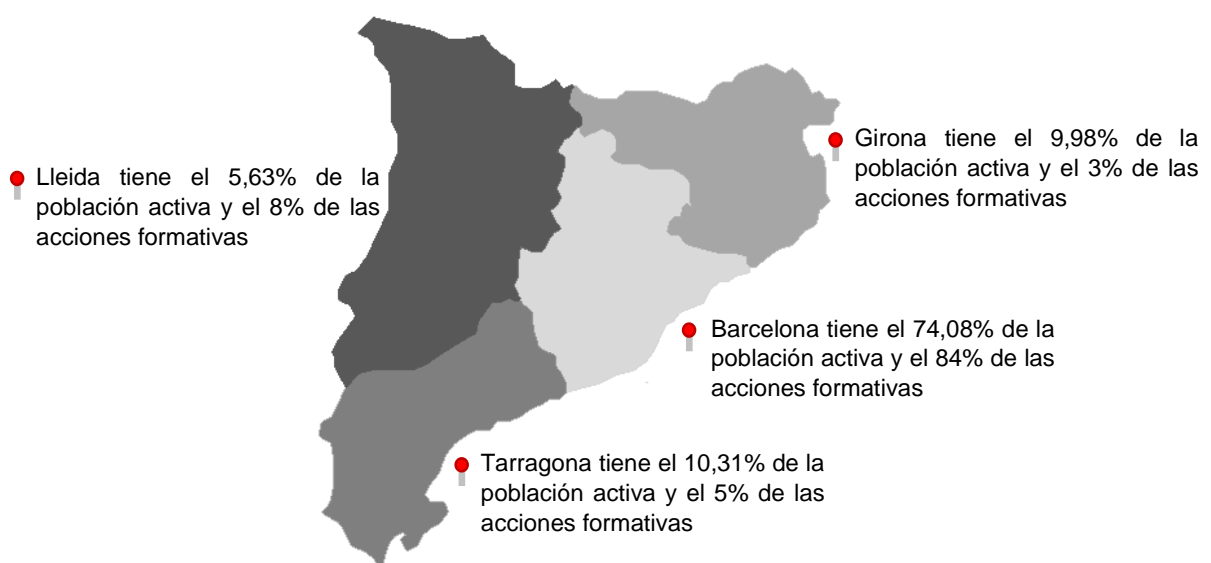 Girona tiene el 9,98% de la
población activa y el 3% de las
acciones formativas
Lleida tiene el 5,63% de la
población activa y el 8% de las
acciones formativas
Barcelona tiene el 74,08% de la
población activa y el 84% de las
acciones formativas
Tarragona tiene el 10,31% de la
población activa y el 5% de las
acciones formativas